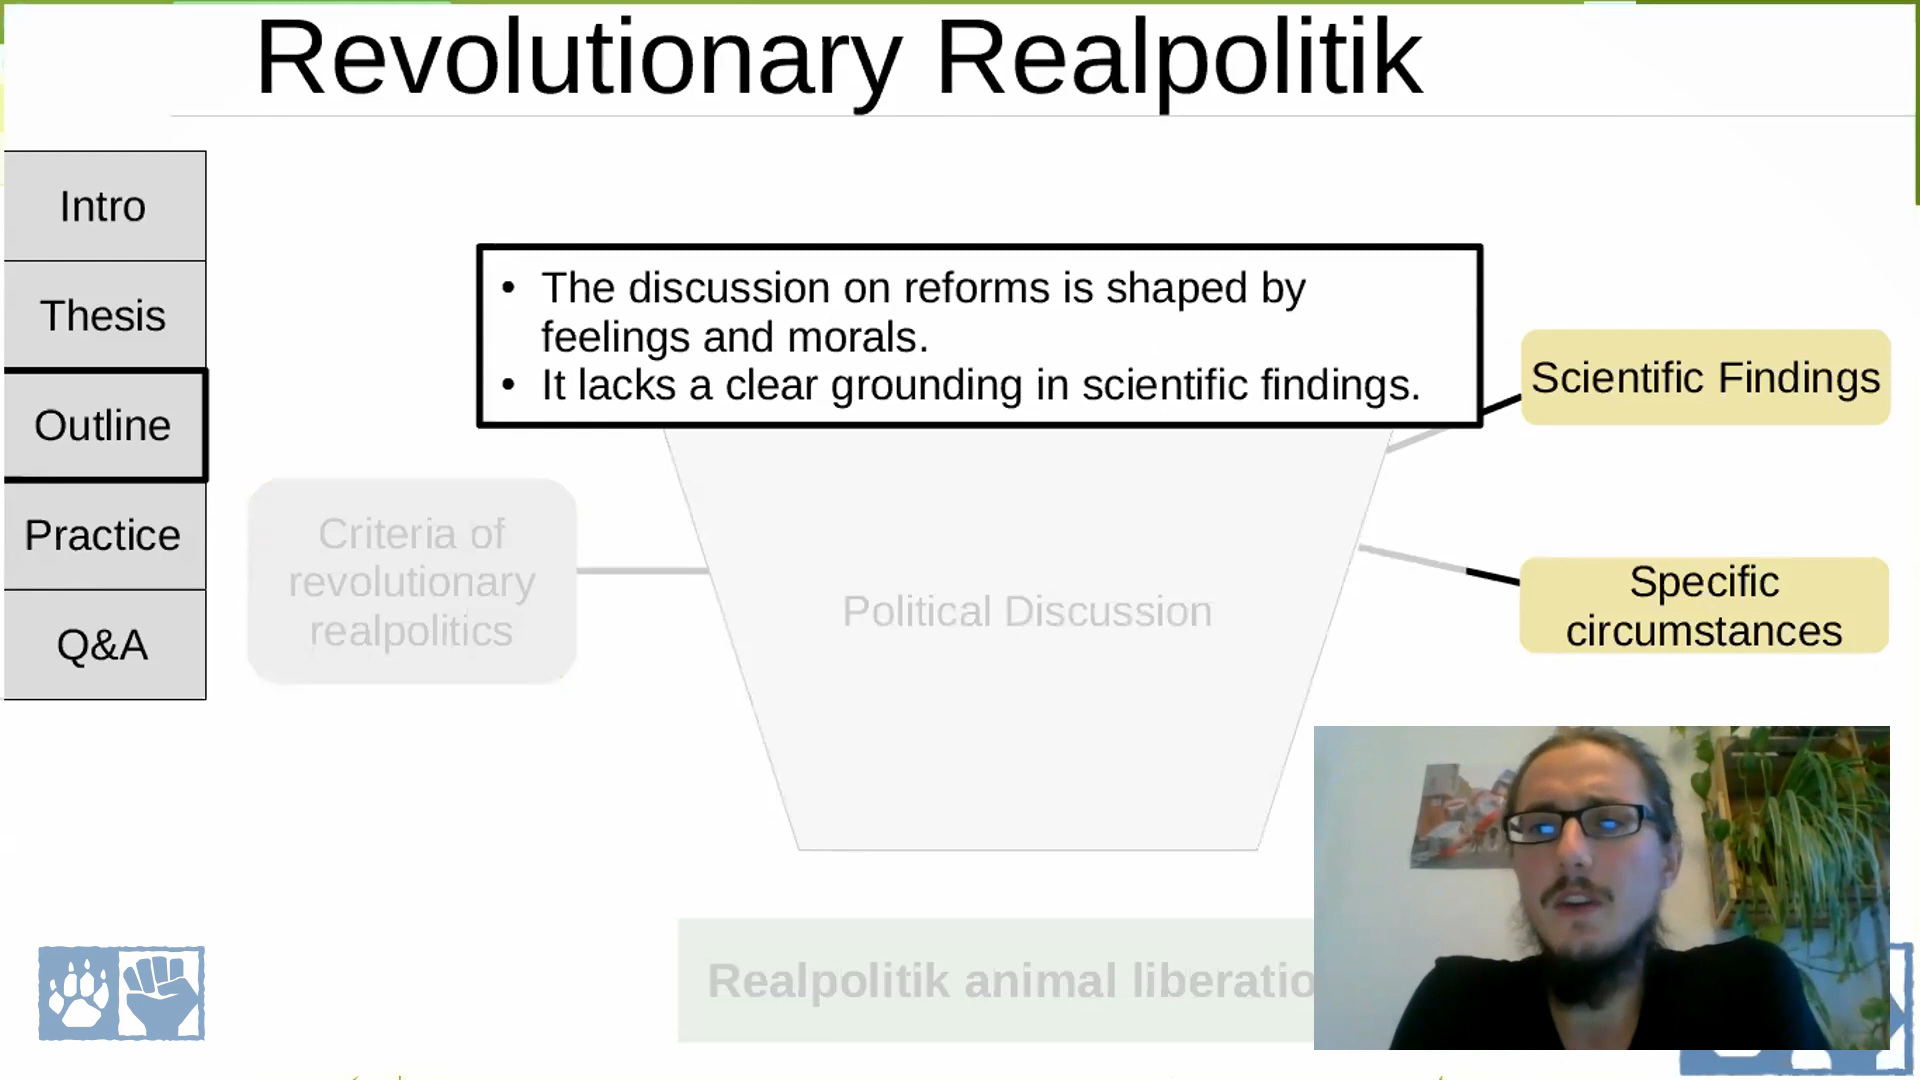 Revolutionary Realpolitik
Intro
Thesis
Outline
Practice
Q&A
• The discussion on reforms is shaped by
feelings and morals.
• It lacks a clear grounding in scientific findings.
Scientific Findings
Criteria of
revolutionary
realpolitics
Political Discussion
Specific
circumstances
Realpolitik animal liberatio